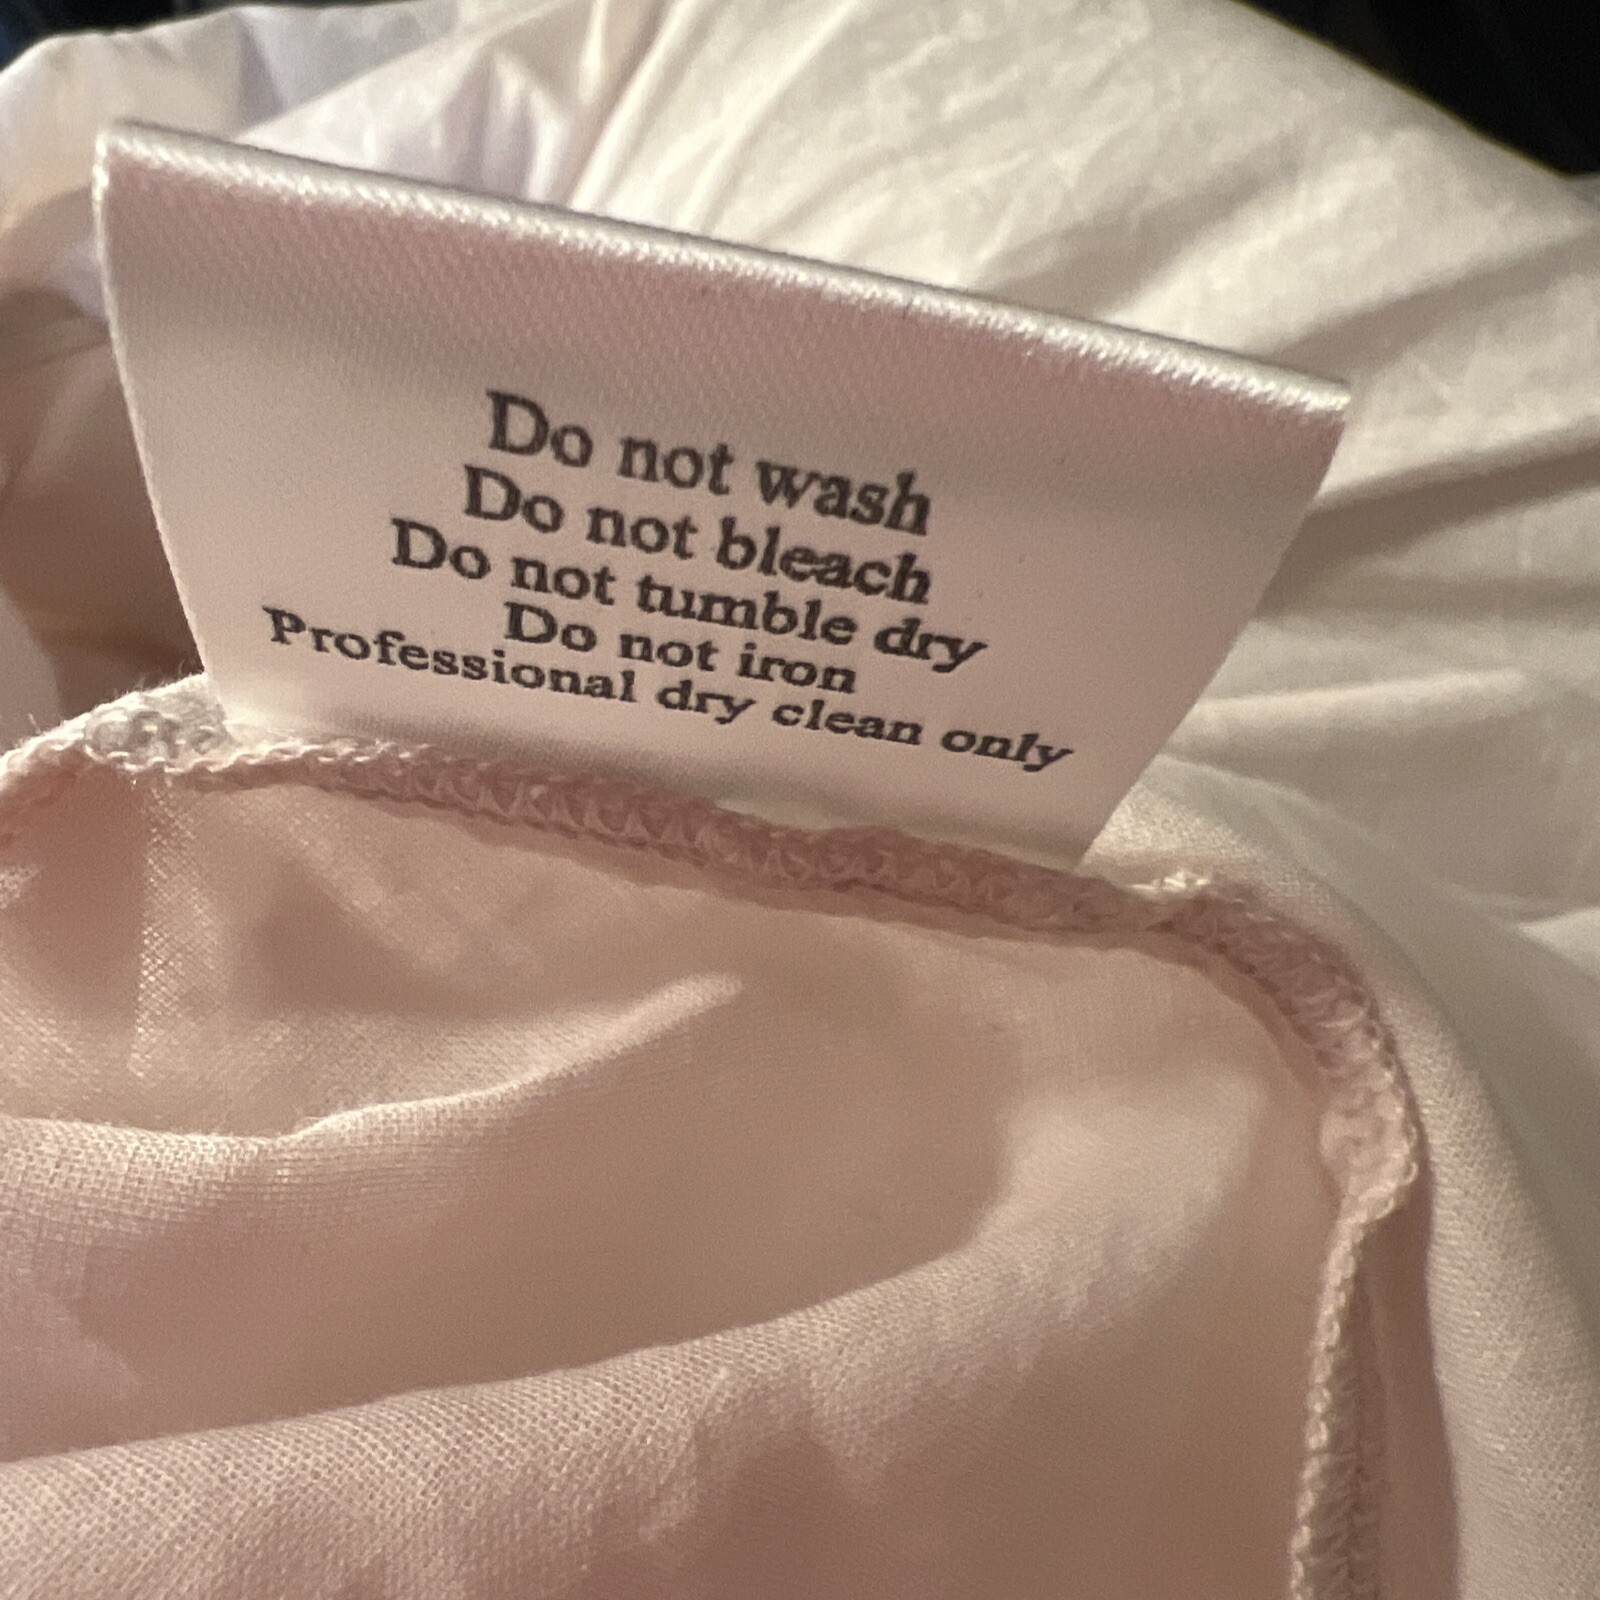 Do not wash
Do not bleach
Do not tumble dry
Do not iron
Professional dry clean only